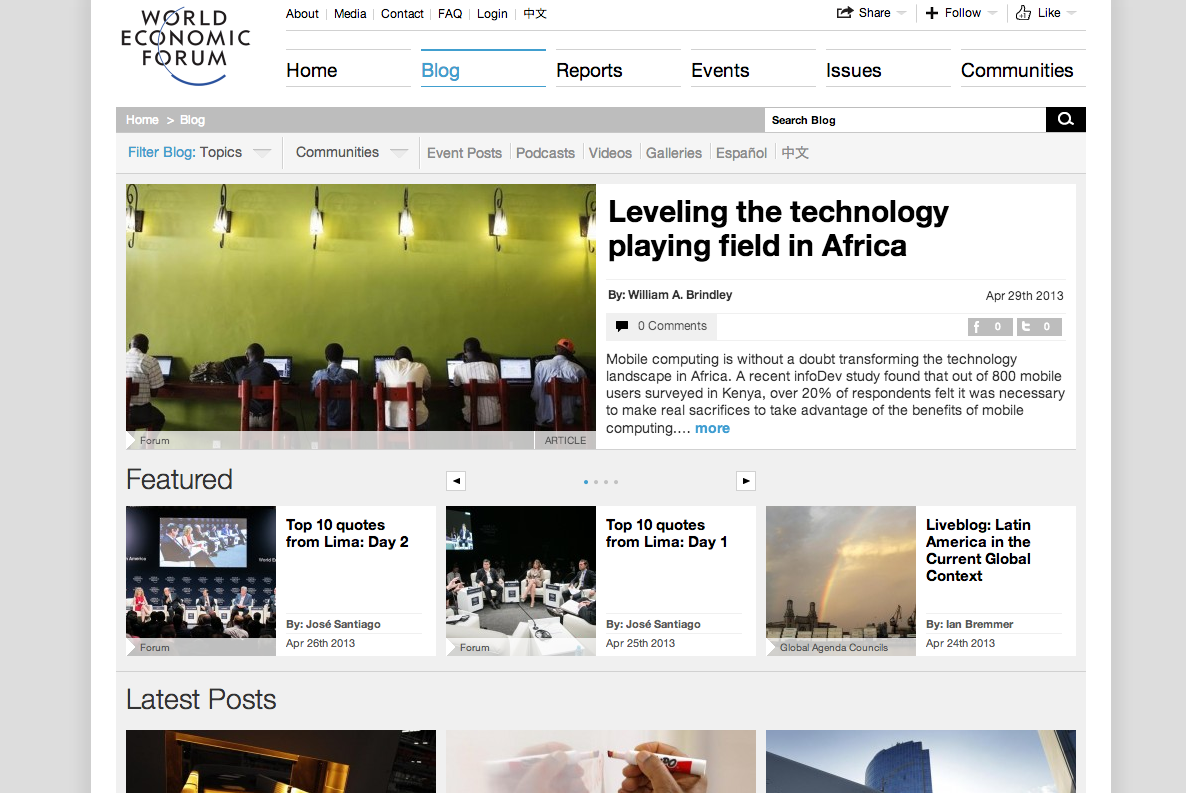 WORLD
ECONOMIC
FORUM
About Media Contact FAQ Login 中文
Share Follow Like
Home Blog Reports Events Issues Communities
Home > Blog
Search Blog
Filter Blog: Topics Communities Event Posts Podcasts Videos Galleries Español 中文
Leveling the technology
playing field in Africa
By: William A. Brindley Apr 29th 2013
0 Comments
0 0
Mobile computing is without a doubt transforming the technology
landscape in Africa. A recent infoDev study found that out of 800 mobile
users surveyed in Kenya, over 20% of respondents felt it was necessary
to make real sacrifices to take advantage of the benefits of mobile
computing.... more
Forum ARTICLE
Featured
Top 10 quotes
from Lima: Day 2
By: José Santiago
Apr 26th 2013
Forum
Top 10 quotes
from Lima: Day 1
By: José Santiago
Apr 25th 2013
Forum
Liveblog: Latin
America in the
Current Global
Context
By: Ian Bremmer
Apr 24th 2013
Global Agenda Councils
Latest Posts